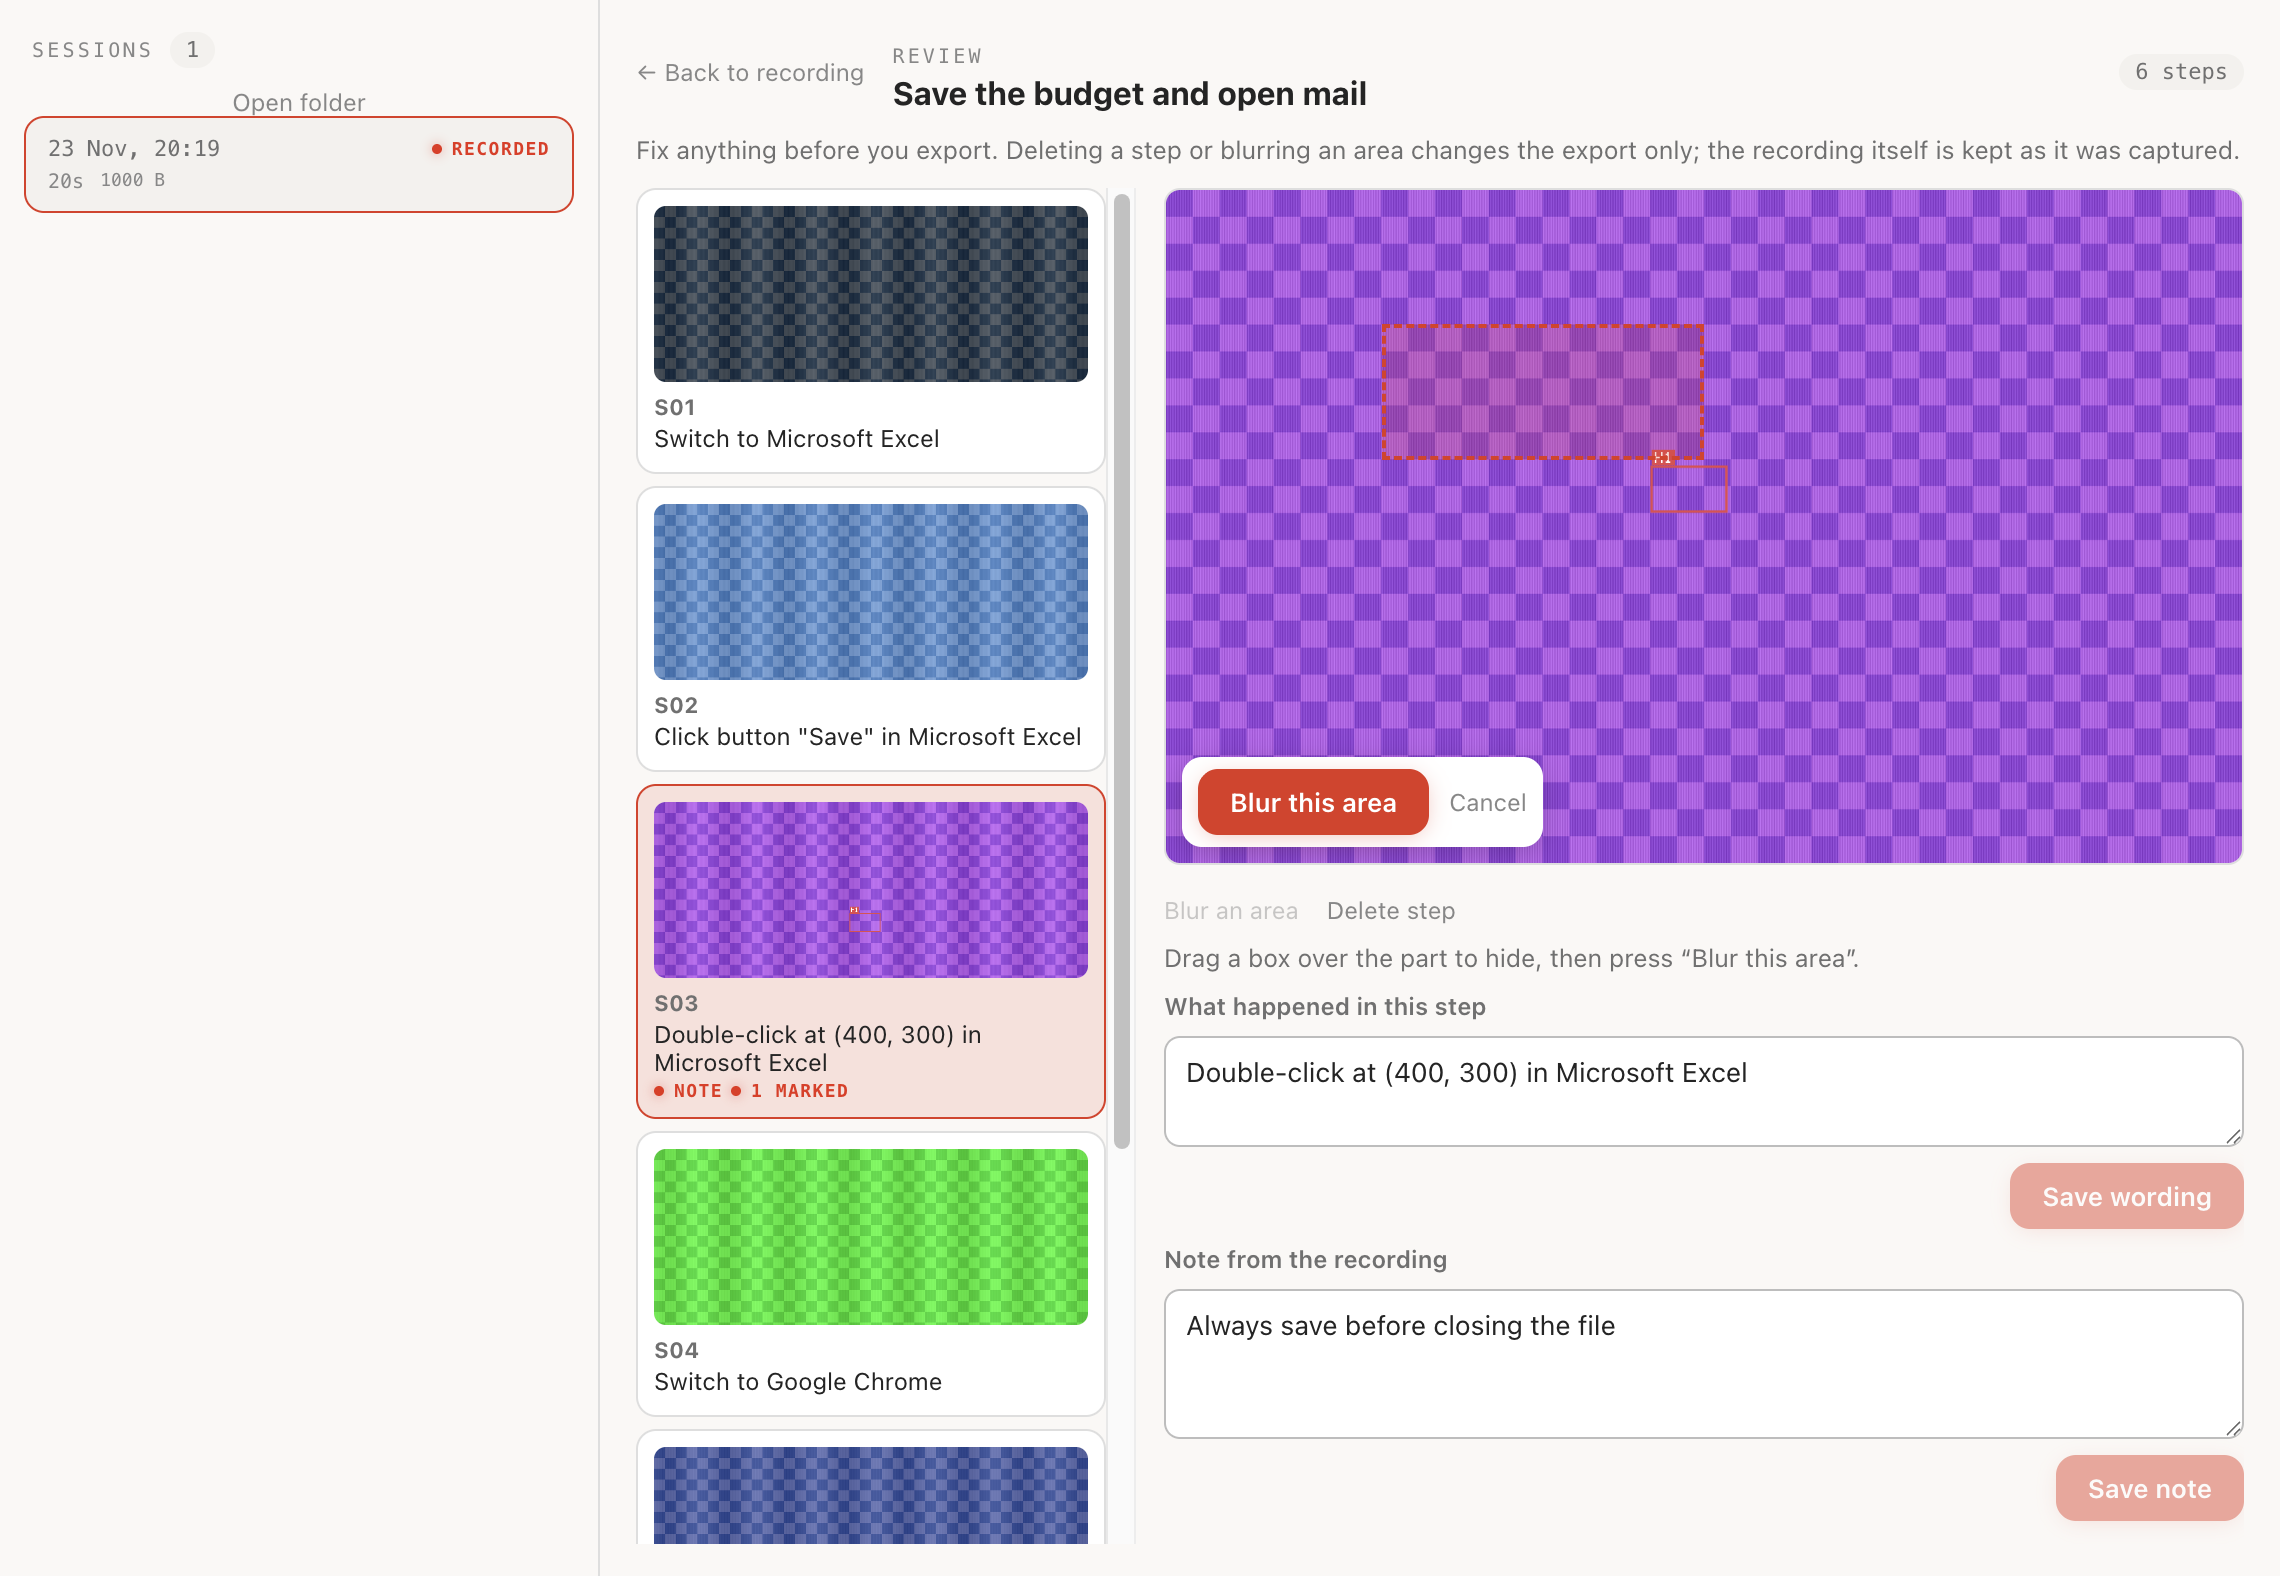 SESSIONS 1
Open folder
23 Nov, 20:19
RECORDED
20s 1000 B
← Back to recording
REVIEW
Save the budget and open mail
6 steps
Fix anything before you export. Deleting a step or blurring an area changes the export only; the recording itself is kept as it was captured.
S01
Switch to Microsoft Excel
S02
Click button "Save" in Microsoft Excel
H1
S03
Double-click at (400, 300) in
Microsoft Excel
NOTE 1 MARKED
S04
Switch to Google Chrome
H1
Blur this area Cancel
Blur an area Delete step
Drag a box over the part to hide, then press “Blur this area”.
What happened in this step
Double-click at (400, 300) in Microsoft Excel
Save wording
Note from the recording
Always save before closing the file
Save note